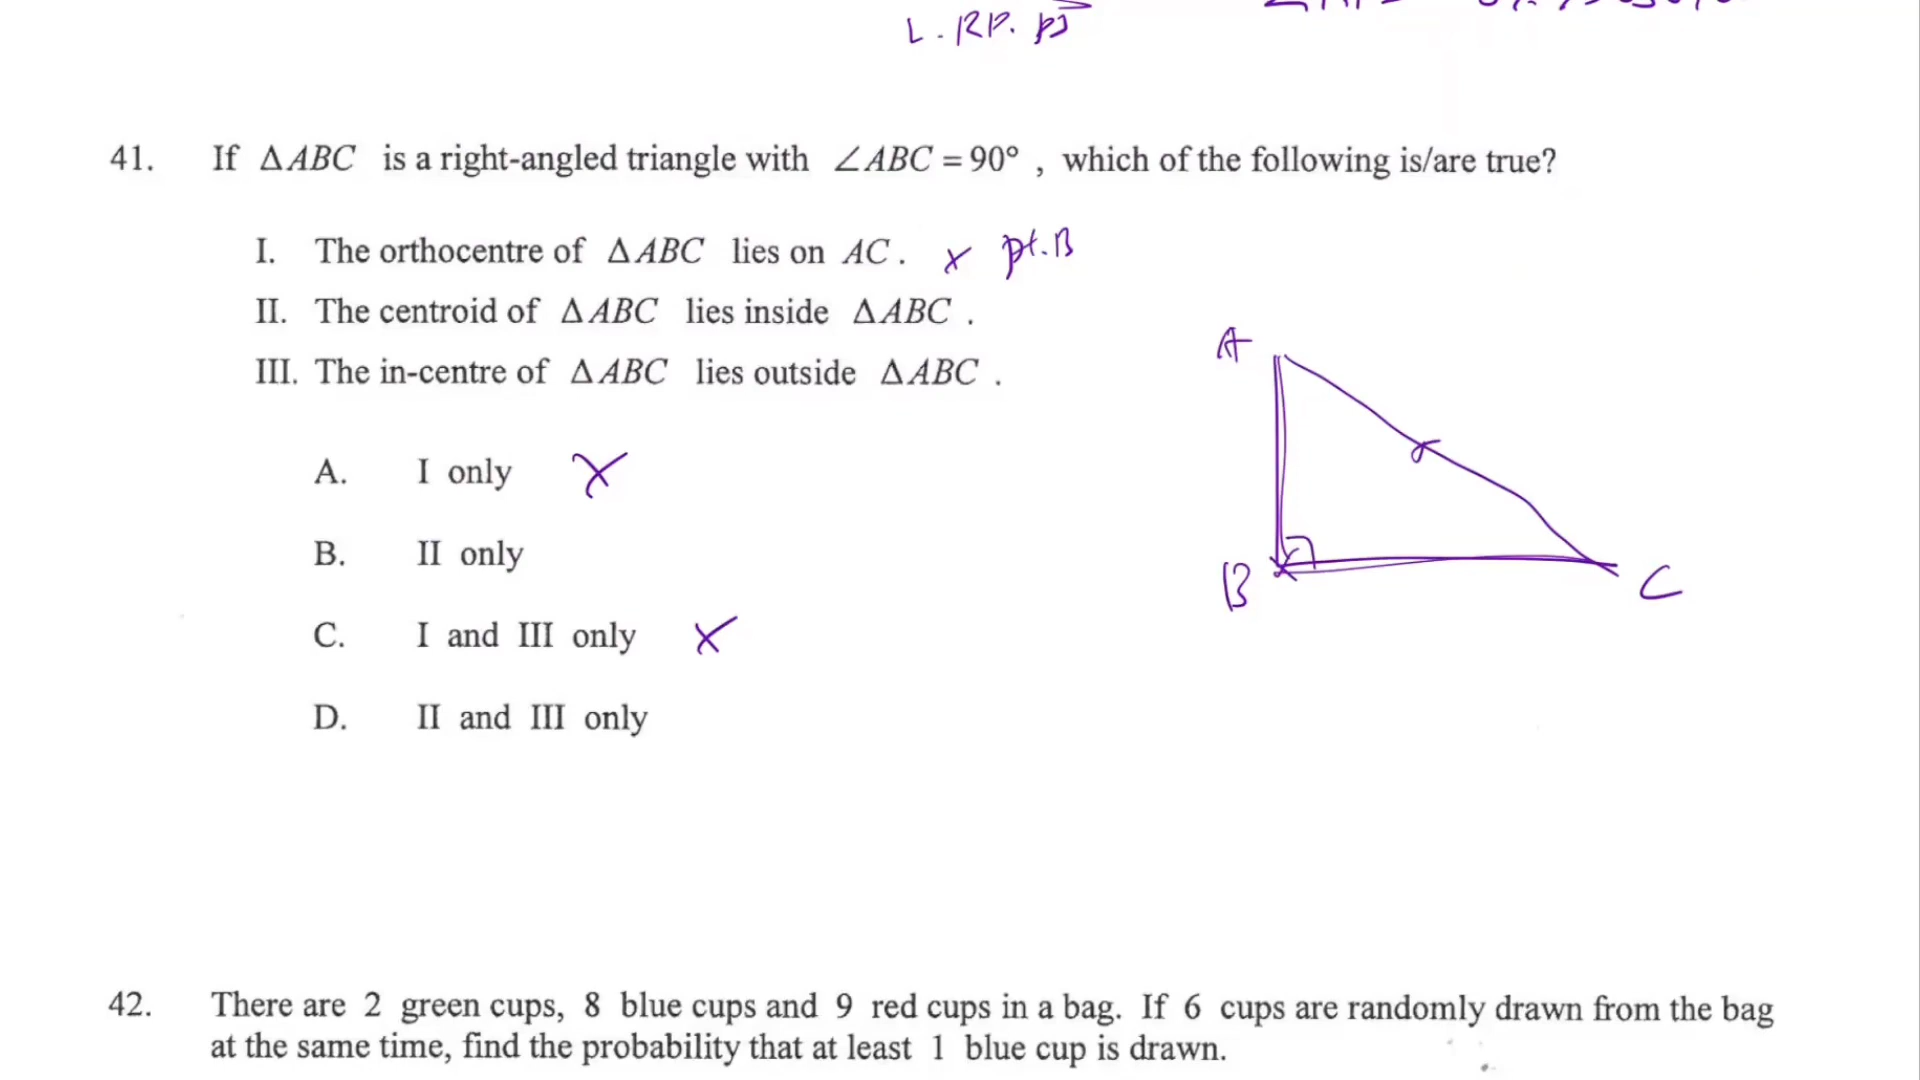 L. RP. PS
41. If ΔABC is a right-angled triangle with ∠ABC = 90° , which of the following is/are true?
I. The orthocentre of ΔABC lies on AC . x pt.B
II. The centroid of ΔABC lies inside ΔABC .
III. The in-centre of ΔABC lies outside ΔABC .
A. I only x
B. II only
C. I and III only x
D. II and III only
A
B
C
42. There are 2 green cups, 8 blue cups and 9 red cups in a bag. If 6 cups are randomly drawn from the bag
at the same time, find the probability that at least 1 blue cup is drawn.